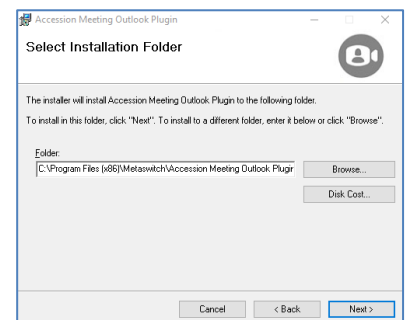 Accession Meeting Outlook Plugin
Select Installation Folder
The installer will install Accession Meeting Outlook Plugin to the following folder.
To install in this folder, click "Next". To install to a different folder, enter it below or click "Browse".
Folder:
C:\Program Files (x86)\Metaswitch\Accession Meeting Outlook Plugir
Browse...
Disk Cost...
Cancel
< Back
Next >